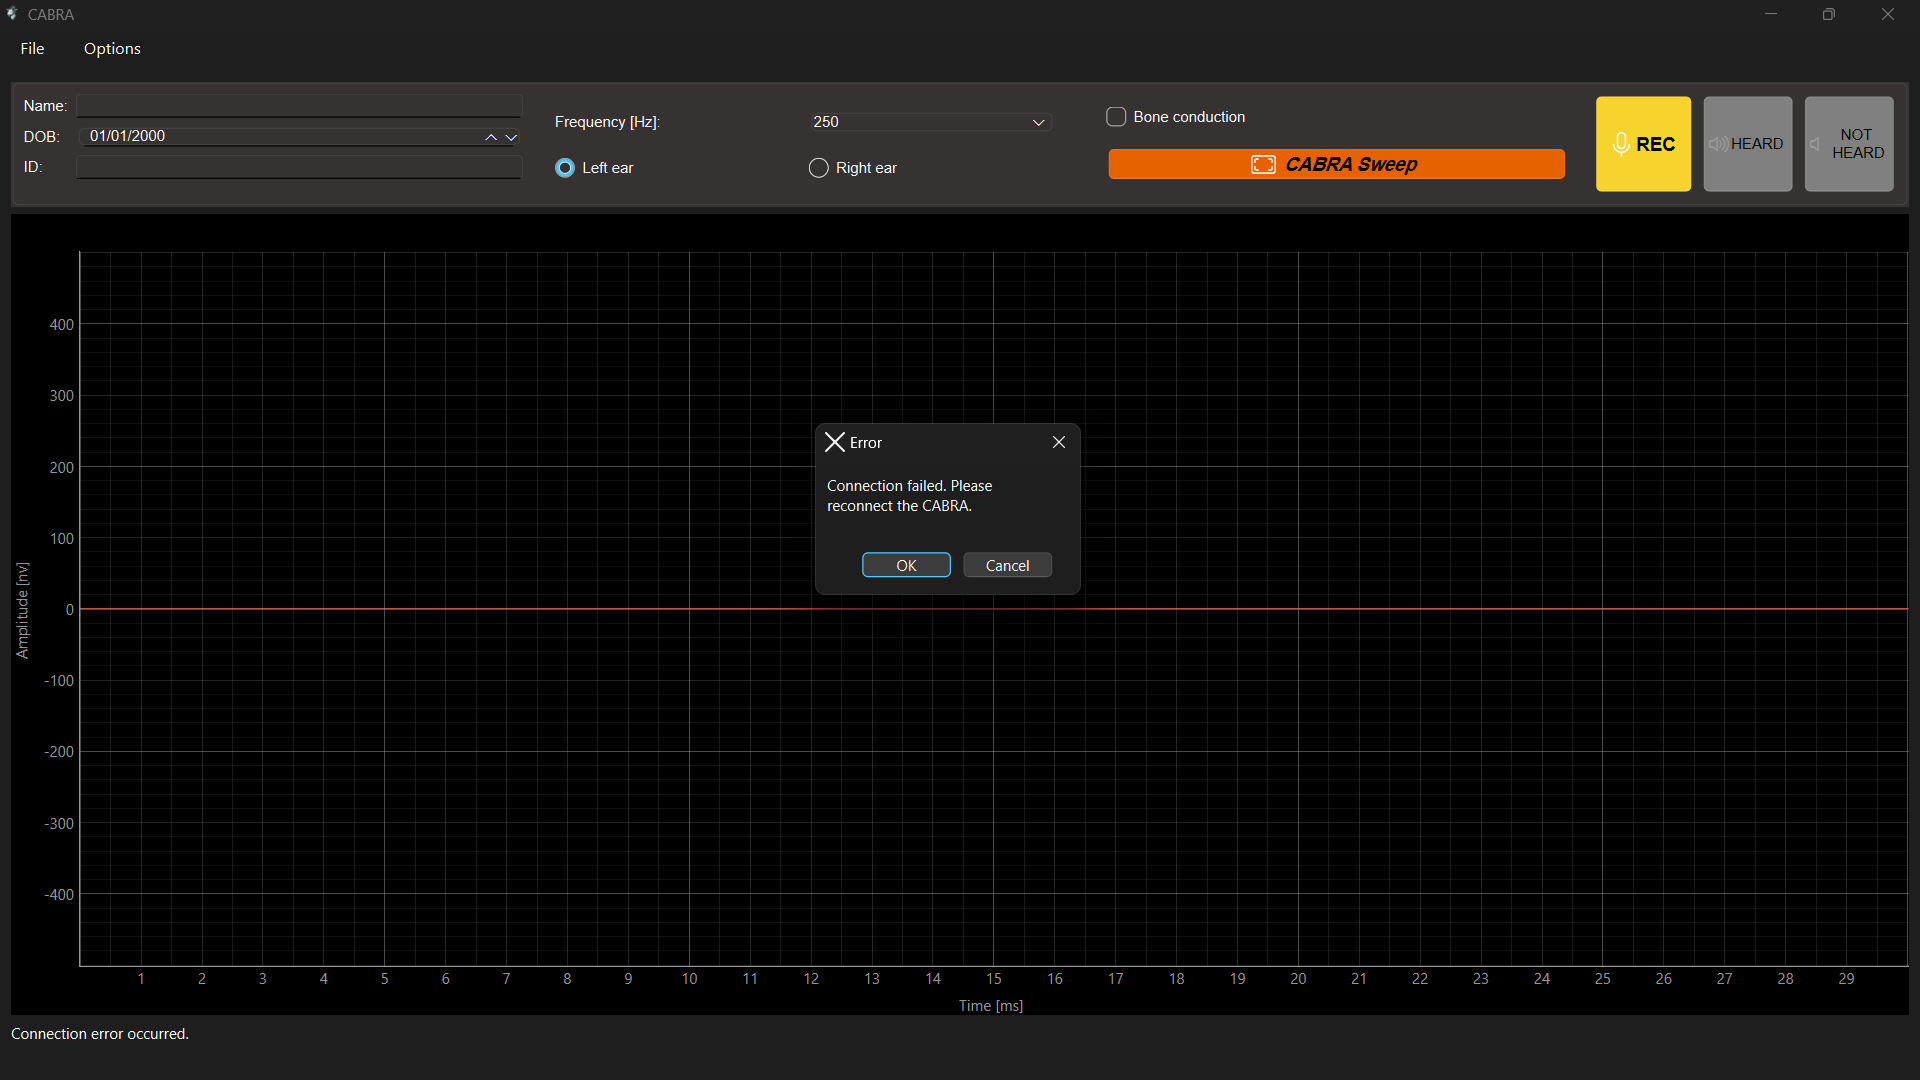 CABRA
File Options
Name:
DOB: 01/01/2000
ID:
Frequency [Hz]: 250
Left ear Right ear
Bone conduction
CABRA Sweep
REC
HEARD
NOT
HEARD
Error
Connection failed. Please
reconnect the CABRA.
OK Cancel
Amplitude [nv]
400
300
200
100
0
-100
-200
-300
-400
1 2 3 4 5 6 7 8 9 10 11 12 13 14 15 16 17 18 19 20 21 22 23 24 25 26 27 28 29
Time [ms]
Connection error occurred.